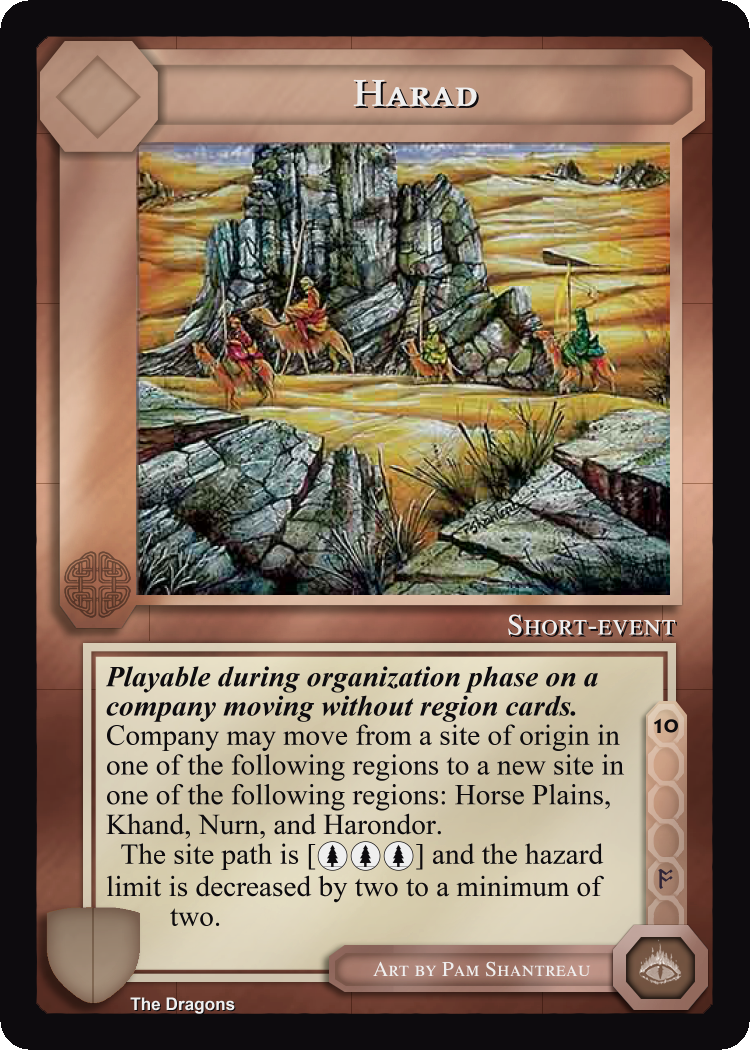 HARAD
Pshantreau
SHORT-EVENT
Playable during organization phase on a
company moving without region cards.
Company may move from a site of origin in
one of the following regions to a new site in
one of the following regions: Horse Plains,
Khand, Nurn, and Harondor.
The site path is [ ] and the hazard
limit is decreased by two to a minimum of
two.
10
ᚩ
ART BY PAM SHANTREAU
The Dragons